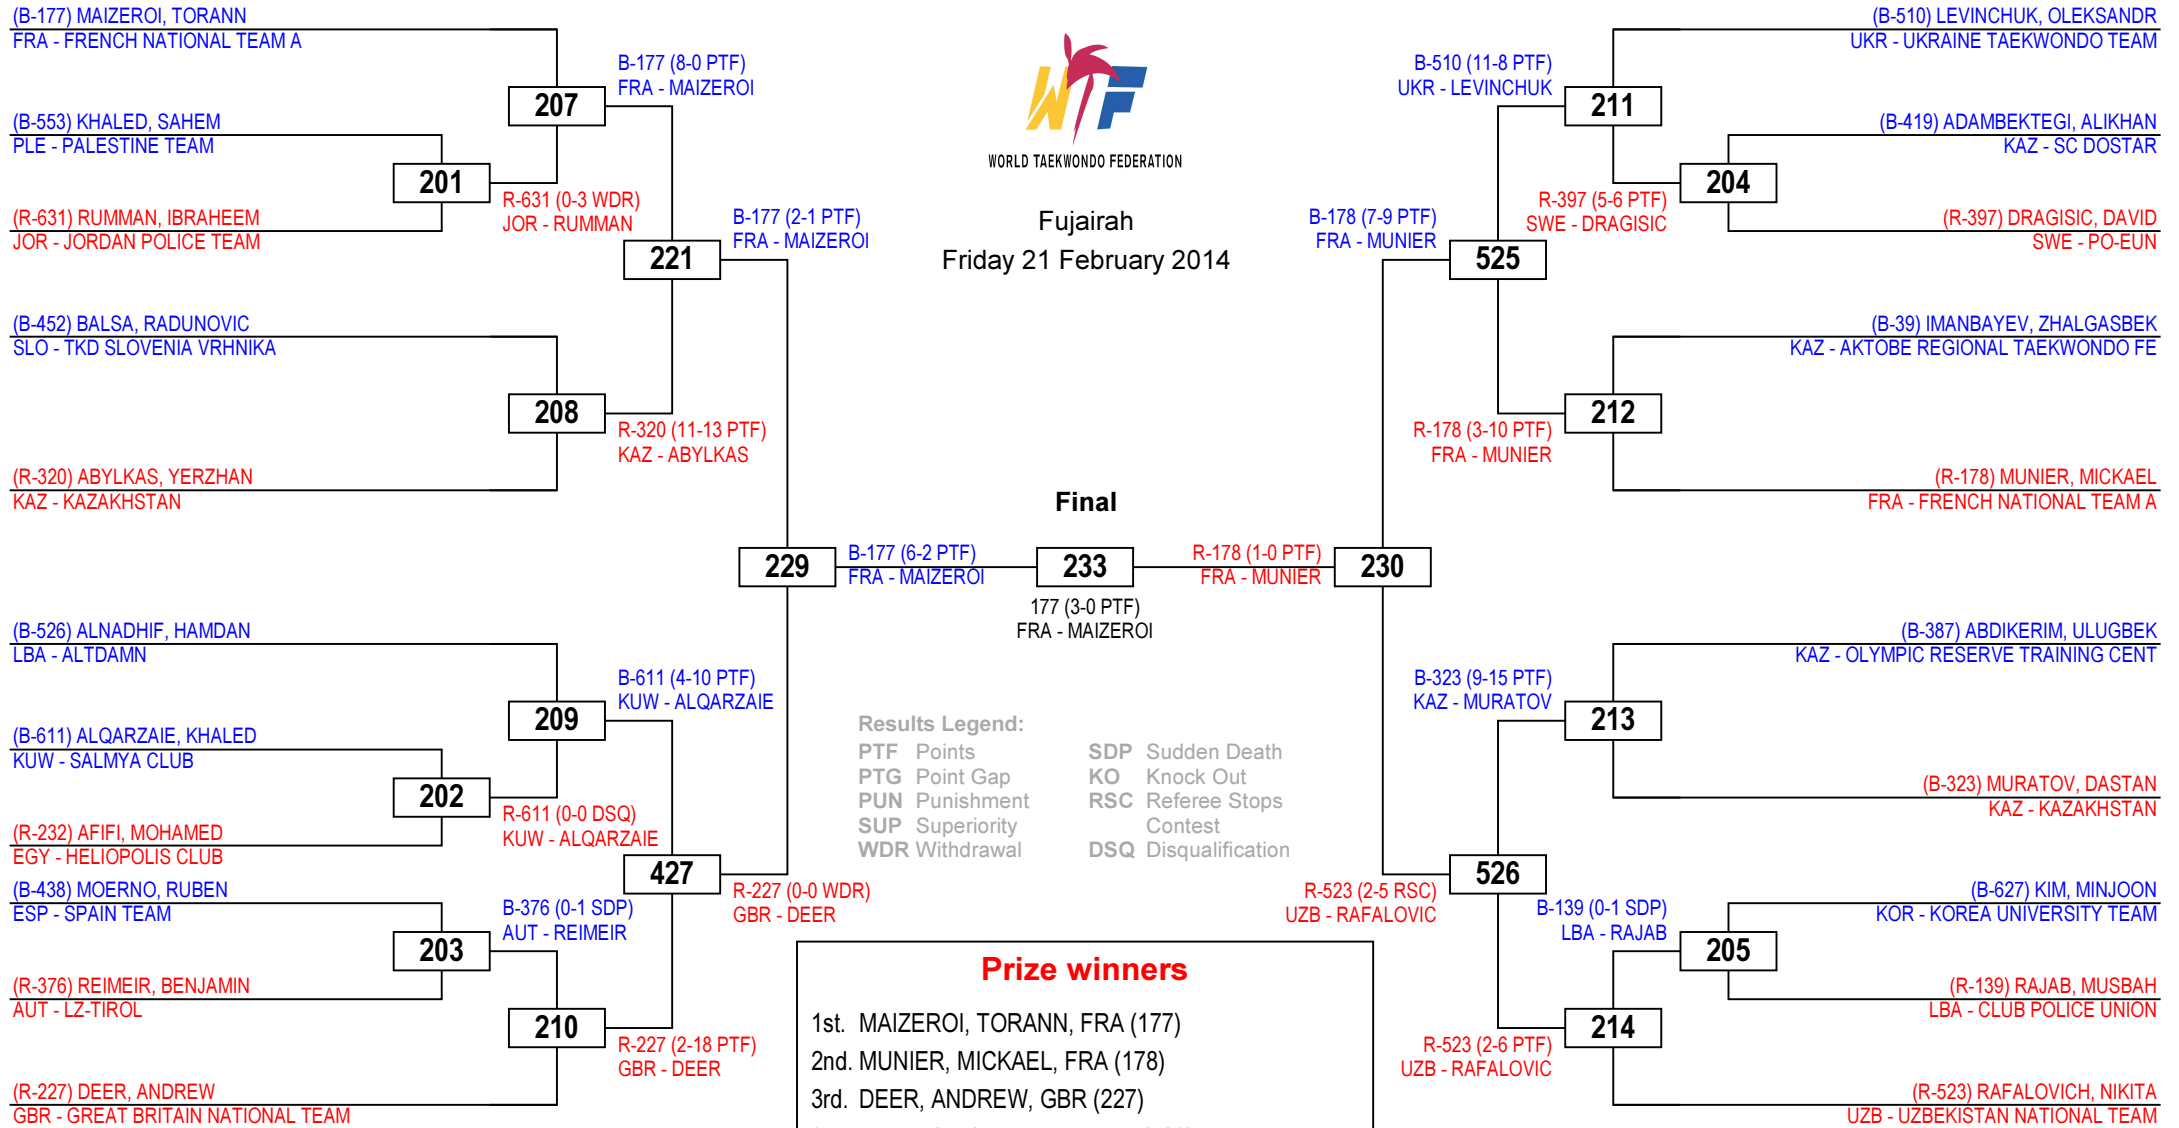 (B-177) MAIZEROI, TORANN
FRA - FRENCH NATIONAL TEAM A
B-177 (8-0 PTF)
FRA - MAIZEROI
207
(B-553) KHALED, SAHEM
PLE - PALESTINE TEAM
201
R-631 (0-3 WDR)
JOR - RUMMAN
(R-631) RUMMAN, IBRAHEEM
JOR - JORDAN POLICE TEAM
B-177 (2-1 PTF)
FRA - MAIZEROI
221
(B-452) BALSA, RADUNOVIC
SLO - TKD SLOVENIA VRHNIKA
208
R-320 (11-13 PTF)
KAZ - ABYLKAS
(R-320) ABYLKAS, YERZHAN
KAZ - KAZAKHSTAN
229
B-177 (6-2 PTF)
FRA - MAIZEROI
(B-526) ALNADHIF, HAMDAN
LBA - ALTDAMN
B-611 (4-10 PTF)
KUW - ALQARZAIE
209
(B-611) ALQARZAIE, KHALED
KUW - SALMYA CLUB
202
R-611 (0-0 DSQ)
KUW - ALQARZAIE
(R-232) AFIFI, MOHAMED
EGY - HELIOPOLIS CLUB
427
R-227 (0-0 WDR)
GBR - DEER
(B-438) MOERNO, RUBEN
ESP - SPAIN TEAM
B-376 (0-1 SDP)
AUT - REIMEIR
203
(R-376) REIMEIR, BENJAMIN
AUT - LZ-TIROL
210
R-227 (2-18 PTF)
GBR - DEER
(R-227) DEER, ANDREW
GBR - GREAT BRITAIN NATIONAL TEAM
WTF
WORLD TAEKWONDO FEDERATION
Fujairah
Friday 21 February 2014
Final
233
177 (3-0 PTF)
FRA - MAIZEROI
Results Legend:
PTF Points
PTG Point Gap
PUN Punishment
SUP Superiority
WDR Withdrawal
SDP Sudden Death
KO Knock Out
RSC Referee Stops
Contest
DSQ Disqualification
Prize winners
1st. MAIZEROI, TORANN, FRA (177)
2nd. MUNIER, MICKAEL, FRA (178)
3rd. DEER, ANDREW, GBR (227)
(B-510) LEVINCHUK, OLEKSANDR
UKR - UKRAINE TAEKWONDO TEAM
B-510 (11-8 PTF)
UKR - LEVINCHUK
211
(B-419) ADAMBEKTEGI, ALIKHAN
KAZ - SC DOSTAR
204
R-397 (5-6 PTF)
SWE - DRAGISIC
(R-397) DRAGISIC, DAVID
SWE - PO-EUN
B-178 (7-9 PTF)
FRA - MUNIER
525
(B-39) IMANBAYEV, ZHALGASBEK
KAZ - AKTOBE REGIONAL TAEKWONDO FE
212
R-178 (3-10 PTF)
FRA - MUNIER
(R-178) MUNIER, MICKAEL
FRA - FRENCH NATIONAL TEAM A
R-178 (1-0 PTF)
FRA - MUNIER
230
(B-387) ABDIKERIM, ULUGBEK
KAZ - OLYMPIC RESERVE TRAINING CENT
B-323 (9-15 PTF)
KAZ - MURATOV
213
(B-323) MURATOV, DASTAN
KAZ - KAZAKHSTAN
526
R-523 (2-5 RSC)
UZB - RAFALOVIC
(B-627) KIM, MINJOON
KOR - KOREA UNIVERSITY TEAM
B-139 (0-1 SDP)
LBA - RAJAB
205
(R-139) RAJAB, MUSBAH
LBA - CLUB POLICE UNION
214
R-523 (2-6 PTF)
UZB - RAFALOVIC
(R-523) RAFALOVICH, NIKITA
UZB - UZBEKISTAN NATIONAL TEAM